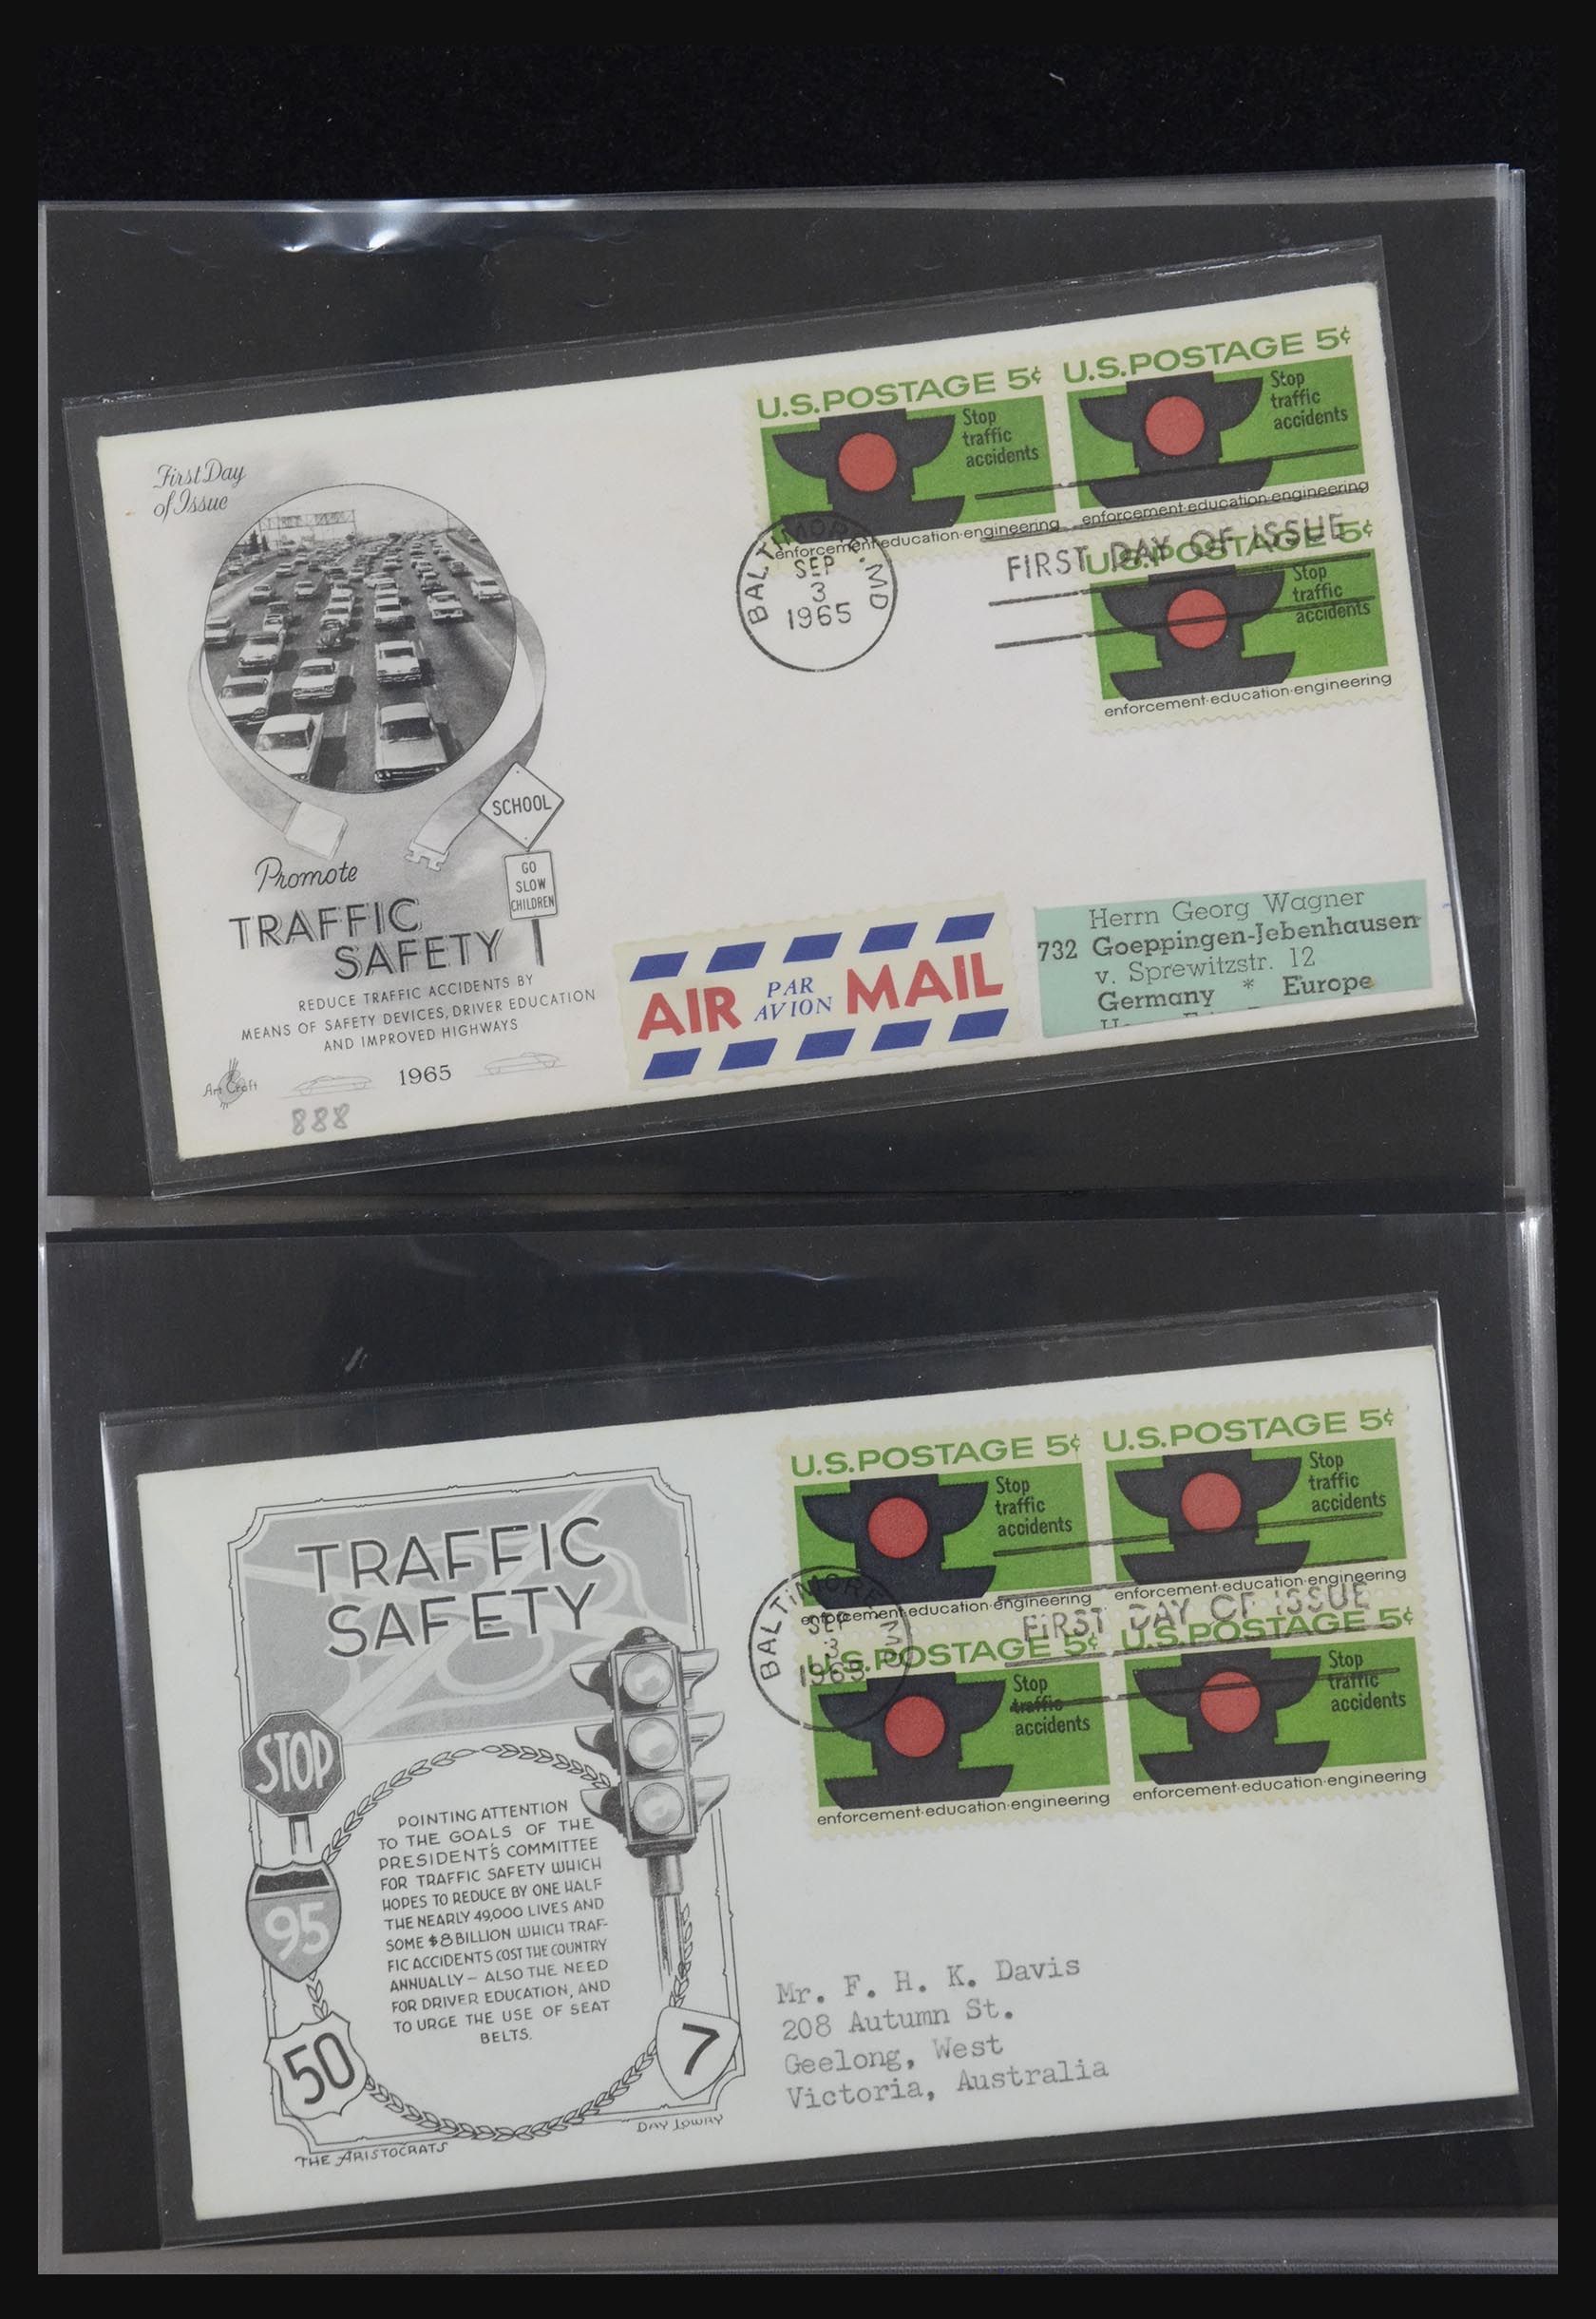 First Day
of Issue
U.S.POSTAGE 5¢
Stop
traffic
accidents
enforcement·education·engineering
U.S.POSTAGE 5¢
Stop
traffic
accidents
enforcement·education·engineering
BALTIMORE, MD
SEP
3
1965
FIRST DAY OF ISSUE
U.S.POSTAGE 5¢
Stop
traffic
accidents
enforcement·education·engineering
SCHOOL
GO
SLOW
CHILDREN
Promote
TRAFFIC
SAFETY
REDUCE TRAFFIC ACCIDENTS BY
MEANS OF SAFETY DEVICES, DRIVER EDUCATION
AND IMPROVED HIGHWAYS
Art Craft
1965
888
AIR PAR AVION MAIL
Herrn Georg Wagner
732 Goeppingen-Jebenhausen
v. Sprewitzstr. 12
Germany * Europe
U.S.POSTAGE 5¢
Stop
traffic
accidents
enforcement·education·engineering
U.S.POSTAGE 5¢
Stop
traffic
accidents
enforcement·education·engineering
BALTIMORE, MD
SEP
3
1965
FIRST DAY OF ISSUE
U.S.POSTAGE 5¢
Stop
traffic
accidents
enforcement·education·engineering
U.S.POSTAGE 5¢
Stop
traffic
accidents
enforcement·education·engineering
TRAFFIC
SAFETY
STOP
95
50
7
POINTING ATTENTION
TO THE GOALS OF THE
PRESIDENT'S COMMITTEE
FOR TRAFFIC SAFETY WHICH
HOPES TO REDUCE BY ONE HALF
THE NEARLY 49,000 LIVES AND
SOME $8 BILLION WHICH TRAF-
FIC ACCIDENTS COST THE COUNTRY
ANNUALLY – ALSO THE NEED
FOR DRIVER EDUCATION, AND
TO URGE THE USE OF SEAT
BELTS.
THE ARISTOCRATS
DAY LOWRY
Mr. F. H. K. Davis
208 Autumn St.
Geelong, West
Victoria, Australia